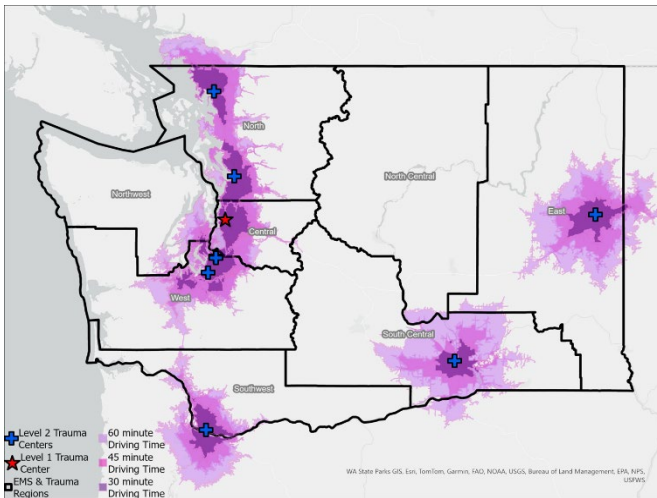 North
Northwest
North Central
East
Central
West
South Central
Southwest
Level 2 Trauma
Centers
Level 1 Trauma
Center
EMS & Trauma
Regions
60 minute
Driving Time
45 minute
Driving Time
30 minute
Driving Time
WA State Parks GIS, Esri, TomTom, Garmin, FAO, NOAA, USGS, Bureau of Land Management, EPA, NPS,
USFWS